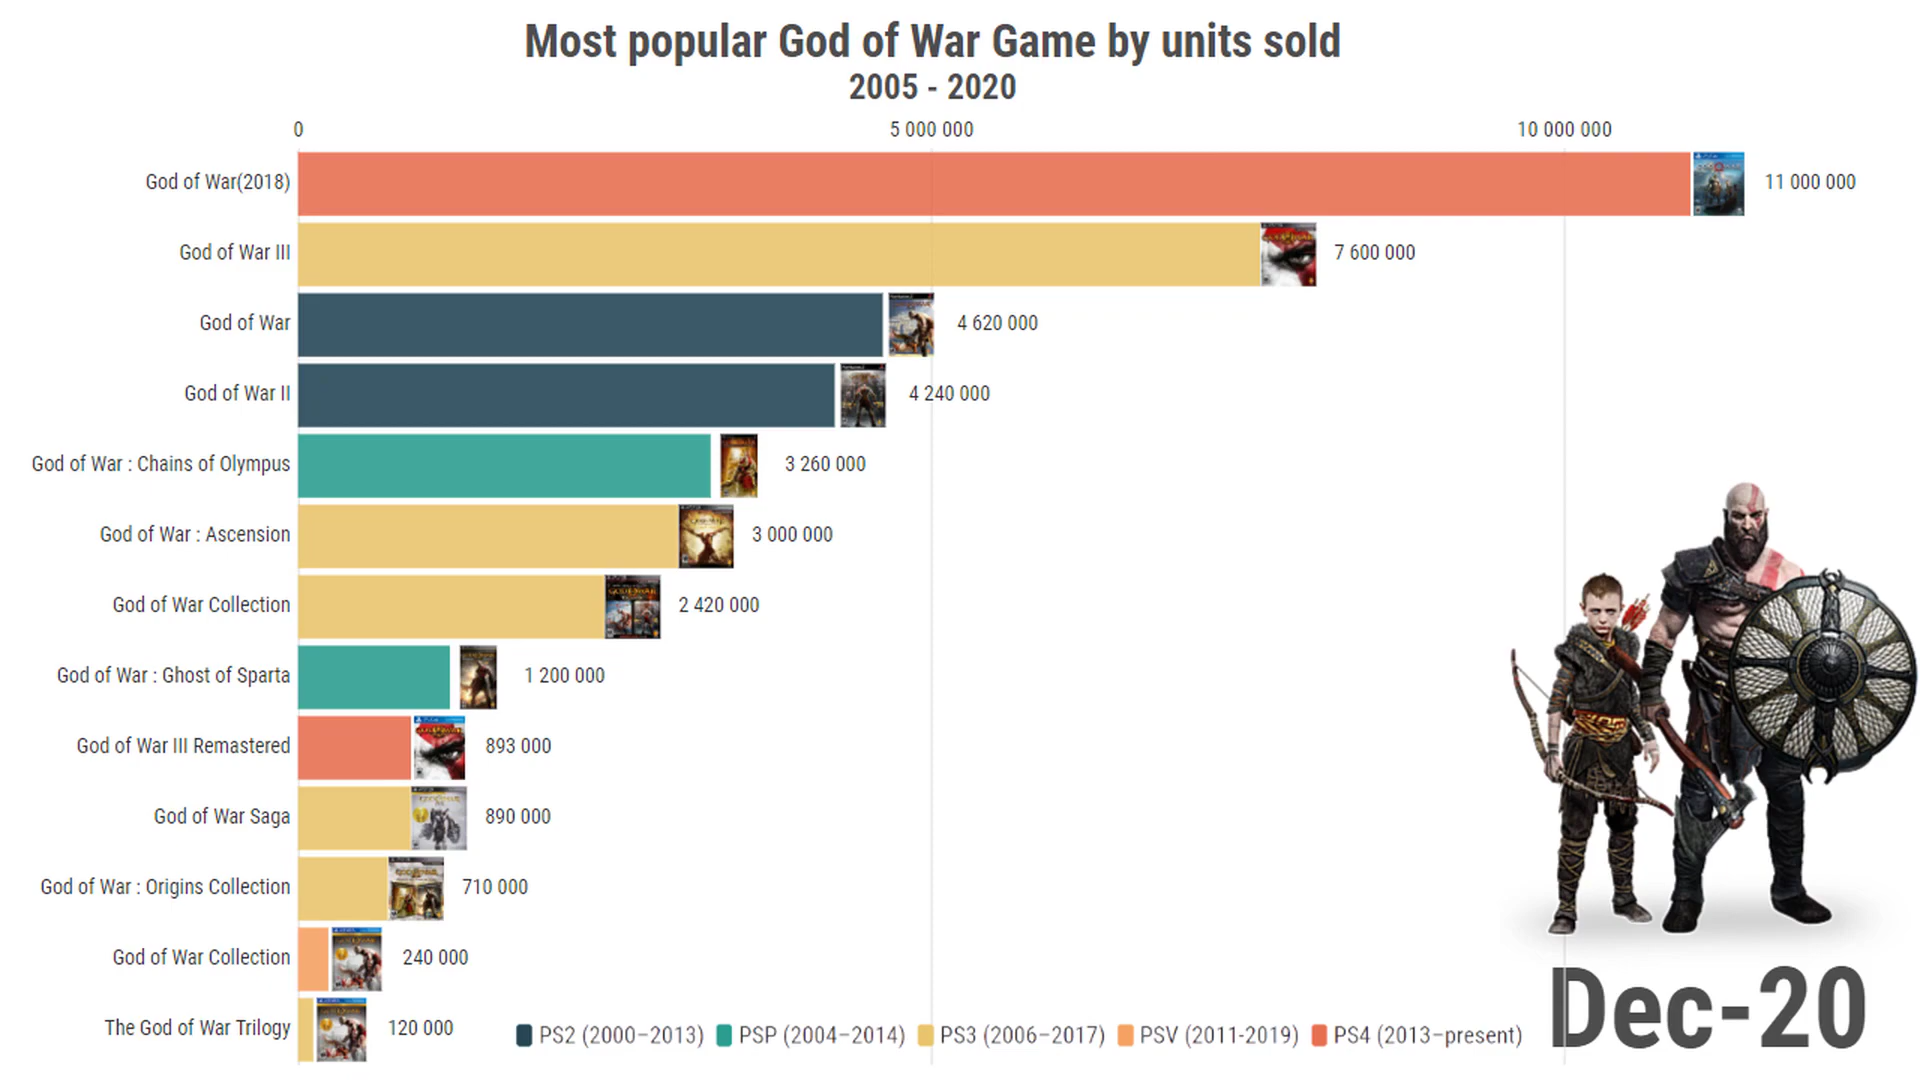 Most popular God of War Game by units sold
2005 - 2020
0 5 000 000 10 000 000
God of War(2018) 11 000 000
God of War III 7 600 000
God of War 4 620 000
God of War II 4 240 000
God of War : Chains of Olympus 3 260 000
God of War : Ascension 3 000 000
God of War Collection 2 420 000
God of War : Ghost of Sparta 1 200 000
God of War III Remastered 893 000
God of War Saga 890 000
God of War : Origins Collection 710 000
God of War Collection 240 000
The God of War Trilogy 120 000
PS2 (2000–2013) PSP (2004–2014) PS3 (2006–2017) PSV (2011-2019) PS4 (2013–present)
Dec-20